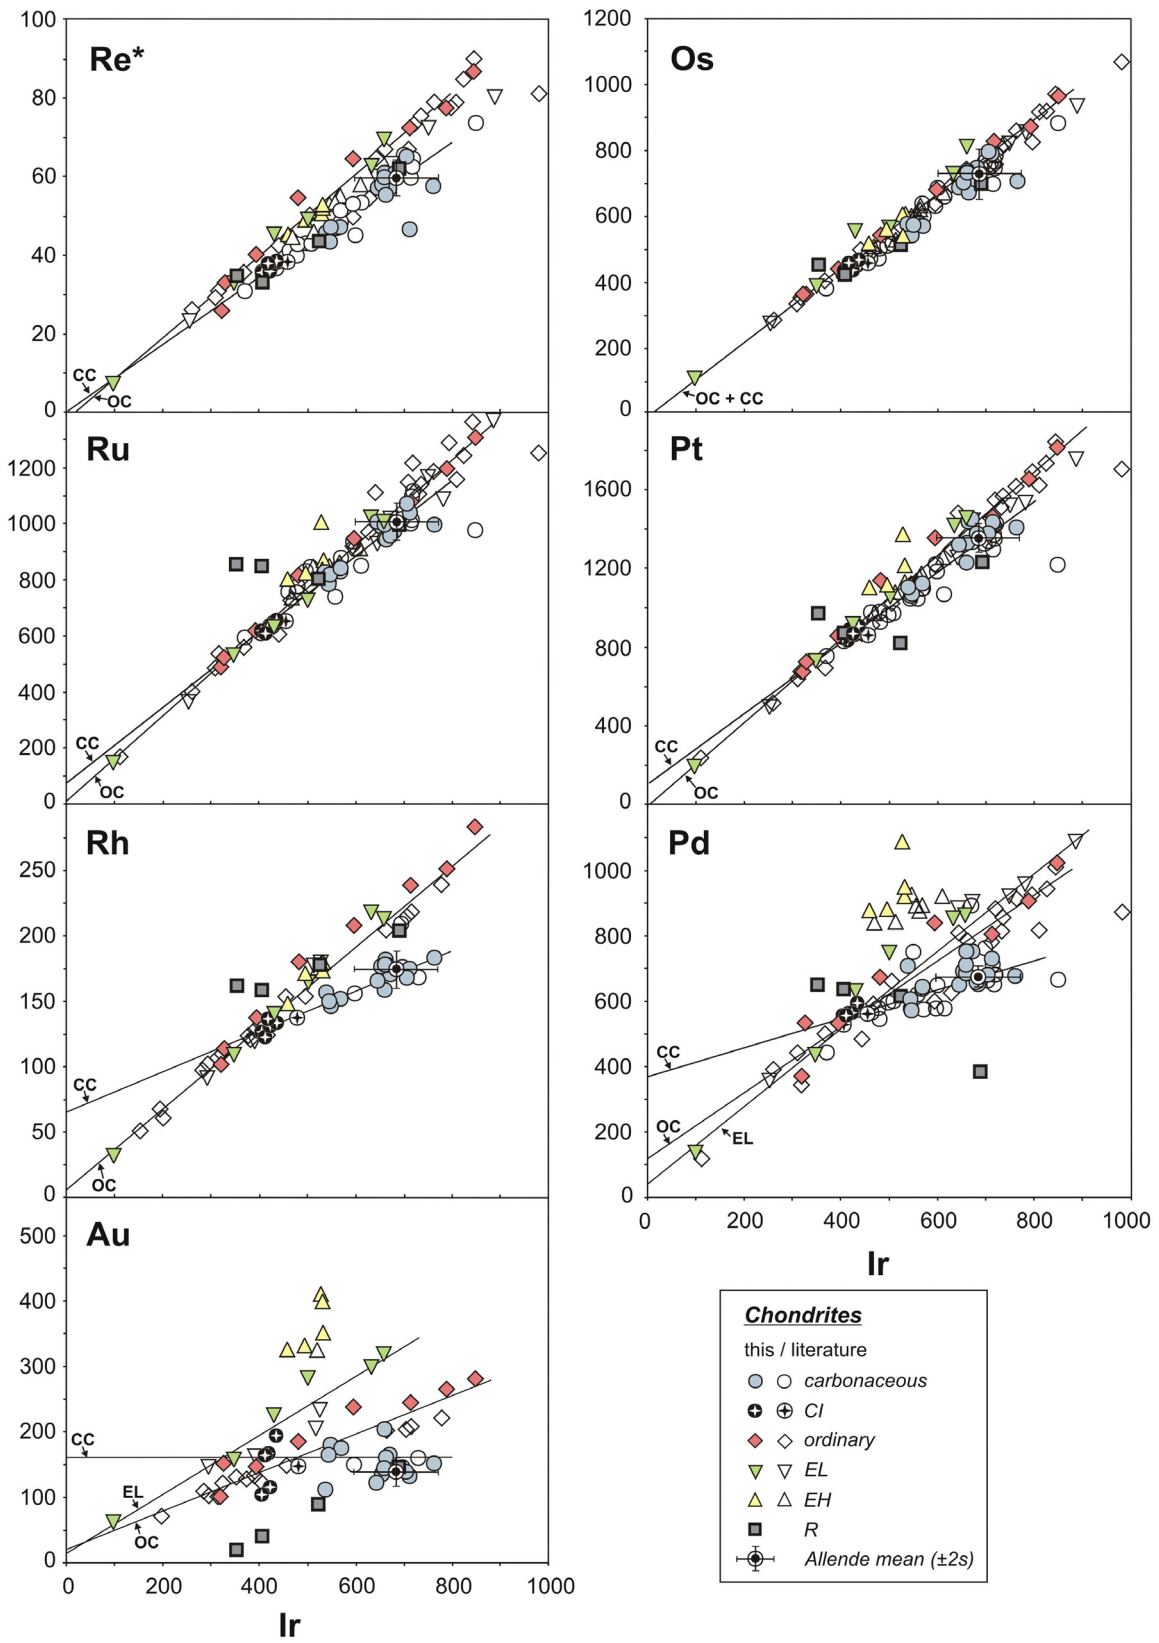 Re*
100
80
60
40
20
0
CC
OC
Os
1200
1000
800
600
400
200
0
OC + CC
Ru
1200
1000
800
600
400
200
0
CC
OC
Pt
1600
1200
800
400
0
CC
OC
Rh
250
200
150
100
50
0
CC
OC
Pd
1000
800
600
400
200
0
CC
OC
EL
0 200 400 600 800 1000
Ir
Au
500
400
300
200
100
0
CC
EL
OC
0 200 400 600 800 1000
Ir
Chondrites
this / literature
carbonaceous
CI
ordinary
EL
EH
R
Allende mean (±2s)